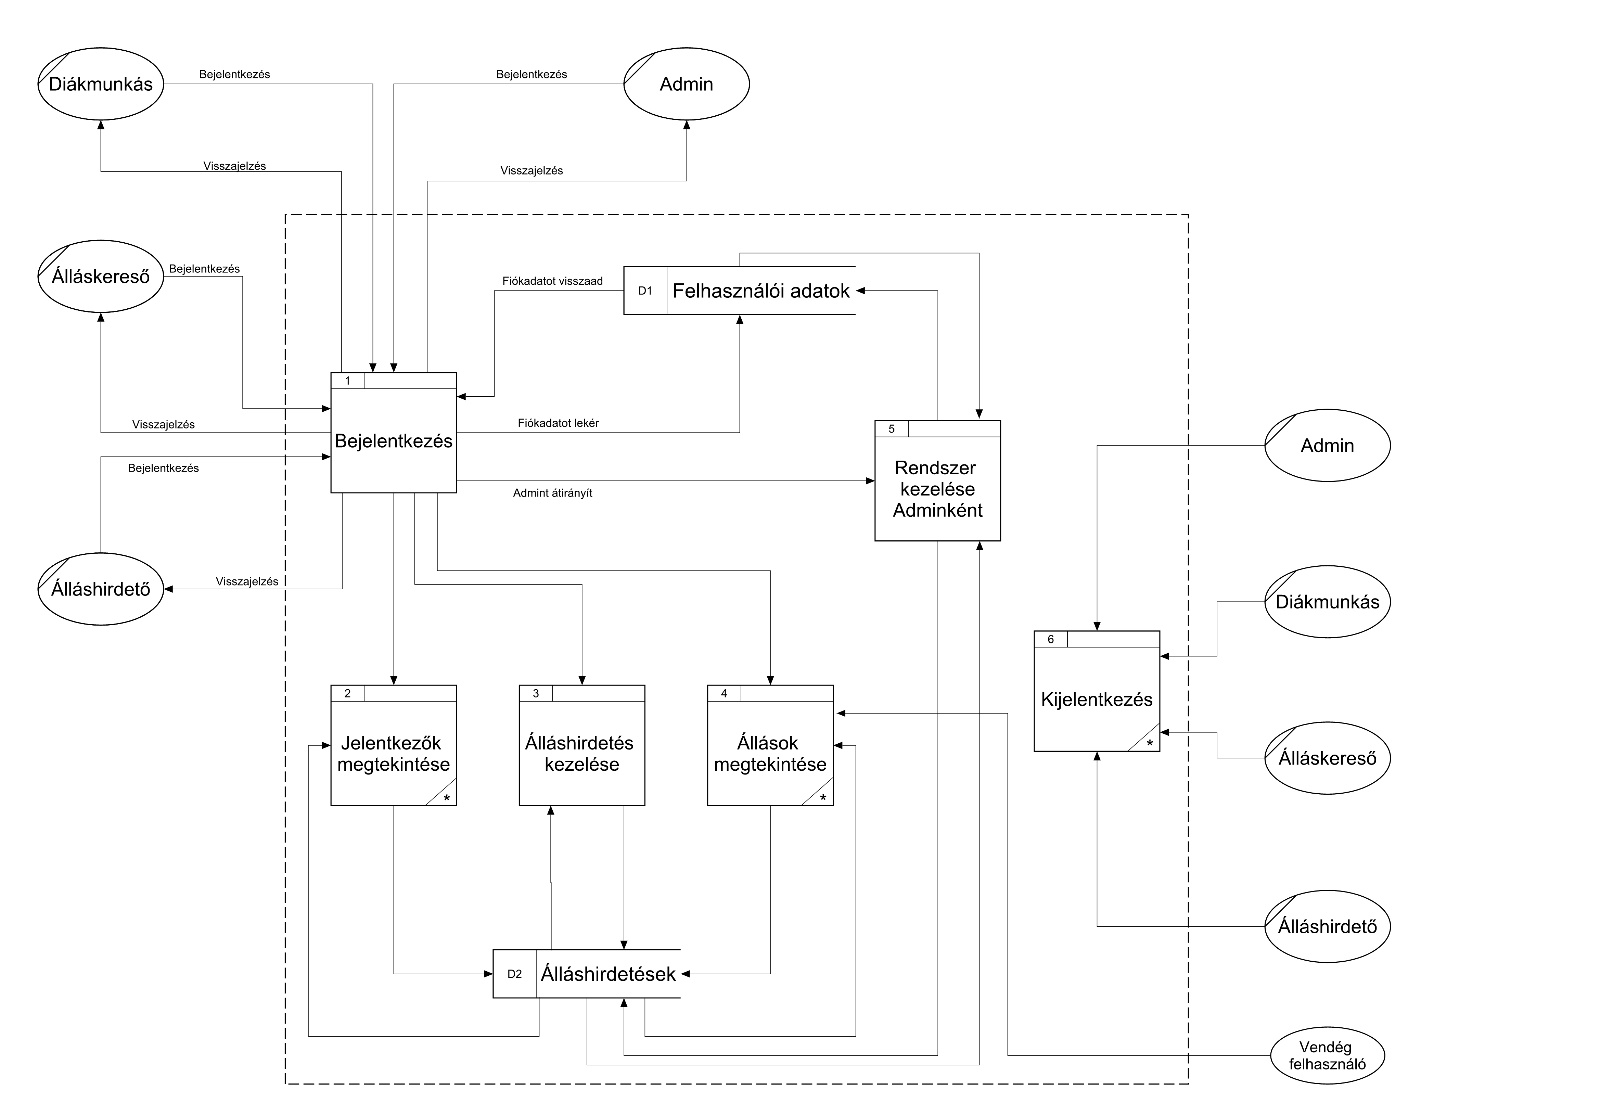 Diákmunkás
Bejelentkezés
Bejelentkezés
Admin
Visszajelzés
Visszajelzés
Álláskereső
Bejelentkezés
Fiókadatot visszaad
D1
Felhasználói adatok
1
Bejelentkezés
Visszajelzés
Fiókadatot lekér
Bejelentkezés
Admint átirányít
5
Rendszer
kezelése
Adminként
Admin
Álláshirdető
Visszajelzés
Diákmunkás
6
Kijelentkezés
*
2
Jelentkezők
megtekintése
*
3
Álláshirdetés
kezelése
4
Állások
megtekintése
*
Álláskereső
Álláshirdető
D2
Álláshirdetések
Vendég
felhasználó